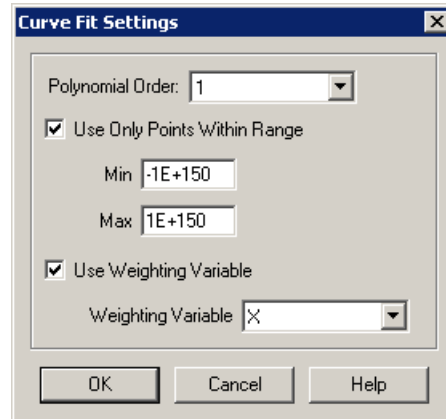 Curve Fit Settings
Polynomial Order: 1
Use Only Points Within Range
Min -1E+150
Max 1E+150
Use Weighting Variable
Weighting Variable X
OK Cancel Help